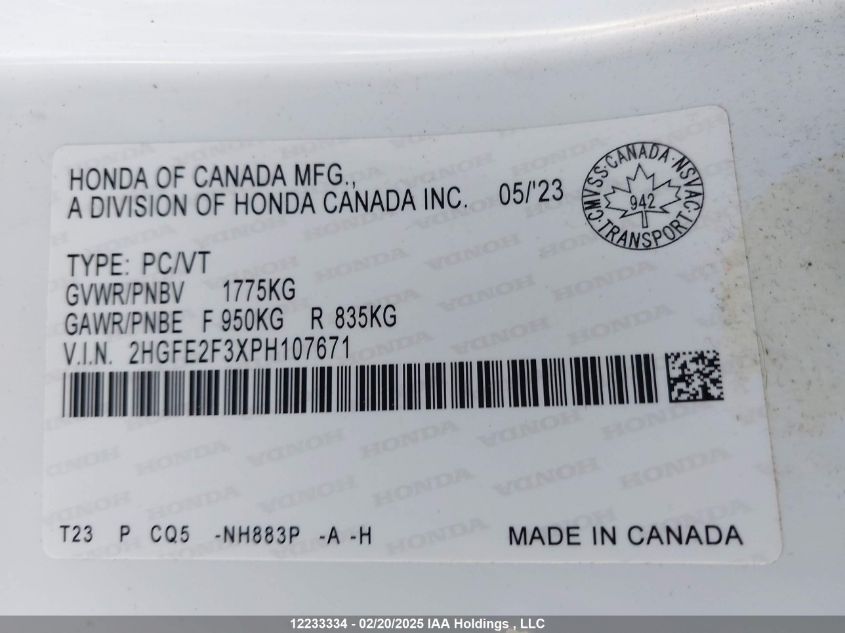 HONDA OF CANADA MFG.,
A DIVISION OF HONDA CANADA INC. 05/'23
CMVSS·CANADA·NSVAC·TRANSPORT·
942
TYPE: PC/VT
GVWR/PNBV 1775KG
GAWR/PNBE F 950KG R 835KG
V.I.N. 2HGFE2F3XPH107671
T23 P CQ5 -NH883P -A -H MADE IN CANADA
12233334 - 02/20/2025 IAA Holdings , LLC